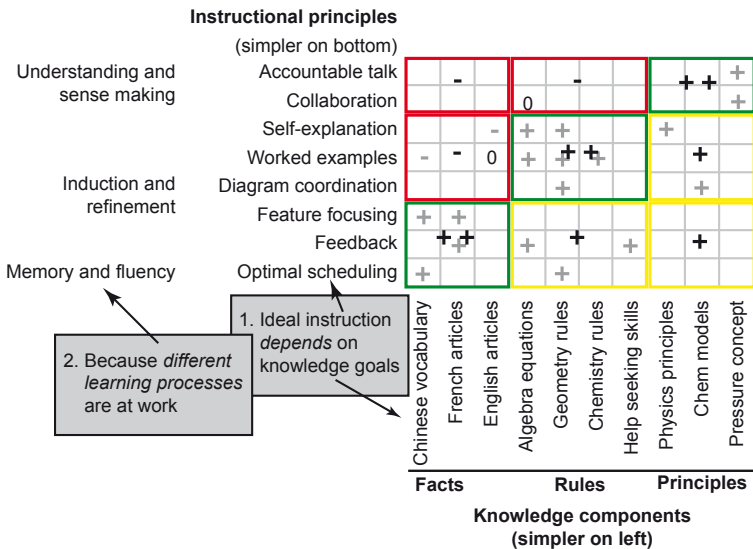 Instructional principles
(simpler on bottom)
Understanding and
sense making
Accountable talk
Collaboration
Self-explanation
Worked examples
Diagram coordination
Induction and
refinement
Feature focusing
Feedback
Memory and fluency
Optimal scheduling
- - + + + +
0
- + + +
- - 0 + + + + + +
+ +
+ +
+ + + + + + +
+ +
1. Ideal instruction
depends on
knowledge goals
2. Because different
learning processes
are at work
Chinese vocabulary
French articles
English articles
Algebra equations
Geometry rules
Chemistry rules
Help seeking skills
Physics principles
Chem models
Pressure concept
Facts
Rules
Principles
Knowledge components
(simpler on left)